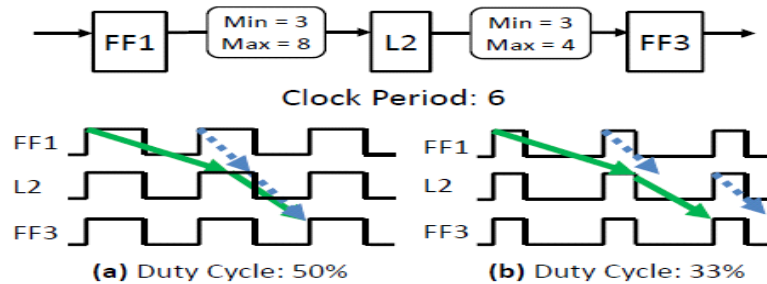 FF1
Min = 3
Max = 8
L2
Min = 3
Max = 4
FF3
Clock Period: 6
FF1
L2
FF3
(a) Duty Cycle: 50%
FF1
L2
FF3
(b) Duty Cycle: 33%